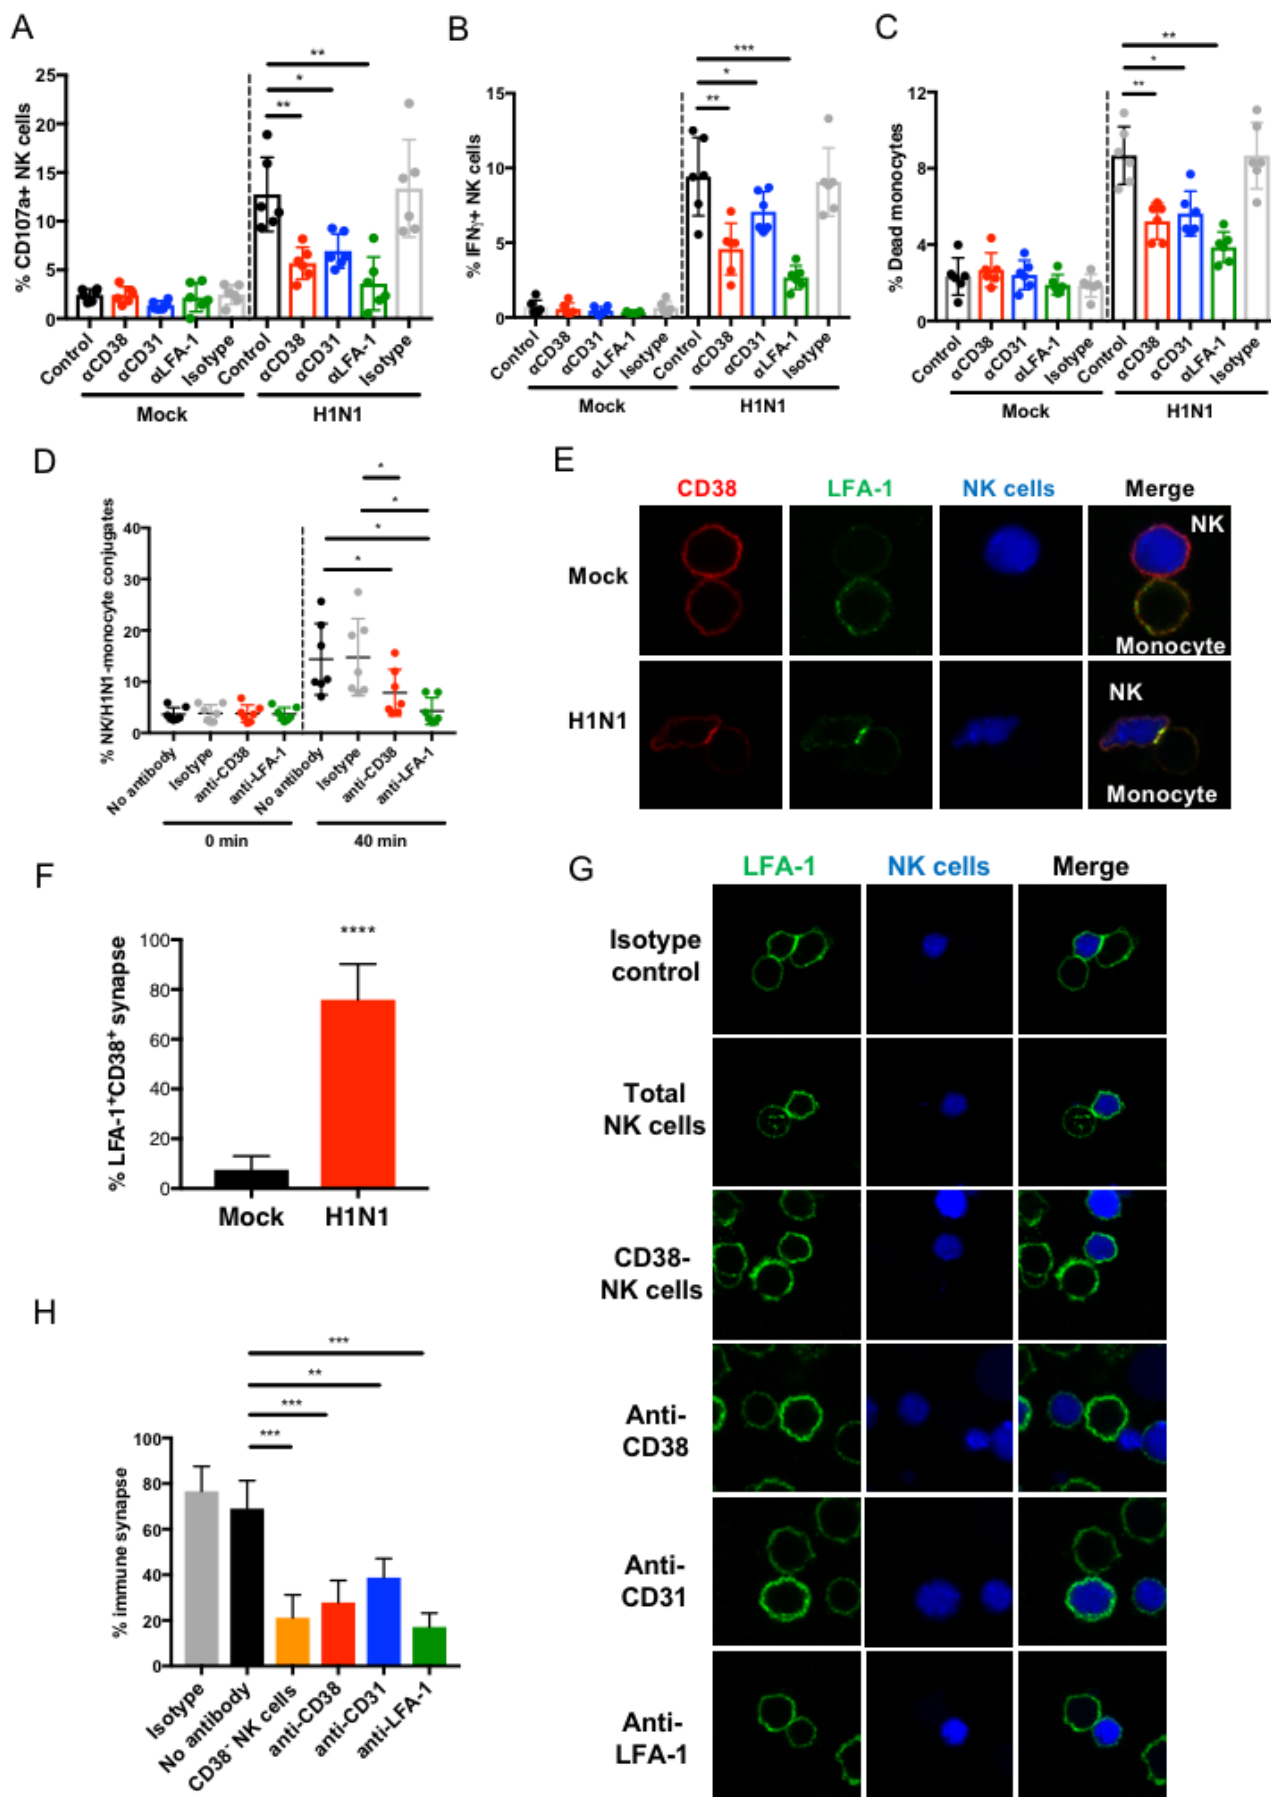 A
% CD107a+ NK cells
25
20
15
10
5
0
** 
*
**
Control
αCD38
αCD31
αLFA-1
Isotype
Control
αCD38
αCD31
αLFA-1
Isotype
Mock
H1N1
B
% IFNγ+ NK cells
15
10
5
0
***
*
**
Control
αCD38
αCD31
αLFA-1
Isotype
Control
αCD38
αCD31
αLFA-1
Isotype
Mock
H1N1
C
% Dead monocytes
12
8
4
0
**
*
**
Control
αCD38
αCD31
αLFA-1
Isotype
Control
αCD38
αCD31
αLFA-1
Isotype
Mock
H1N1
D
% NK/H1N1-monocyte conjugates
40
30
20
10
0
*
*
*
*
No antibody
Isotype
anti-CD38
anti-LFA-1
No antibody
Isotype
anti-CD38
anti-LFA-1
0 min
40 min
E
CD38
LFA-1
NK cells
Merge
Mock
NK
Monocyte
H1N1
NK
Monocyte
F
% LFA-1+CD38+ synapse
100
80
60
40
20
0
****
Mock
H1N1
G
LFA-1
NK cells
Merge
Isotype
control
Total
NK cells
CD38-
NK cells
Anti-
CD38
Anti-
CD31
Anti-
LFA-1
H
% immune synapse
100
80
60
40
20
0
***
**
***
***
Isotype
No antibody
CD38- NK cells
anti-CD38
anti-CD31
anti-LFA-1